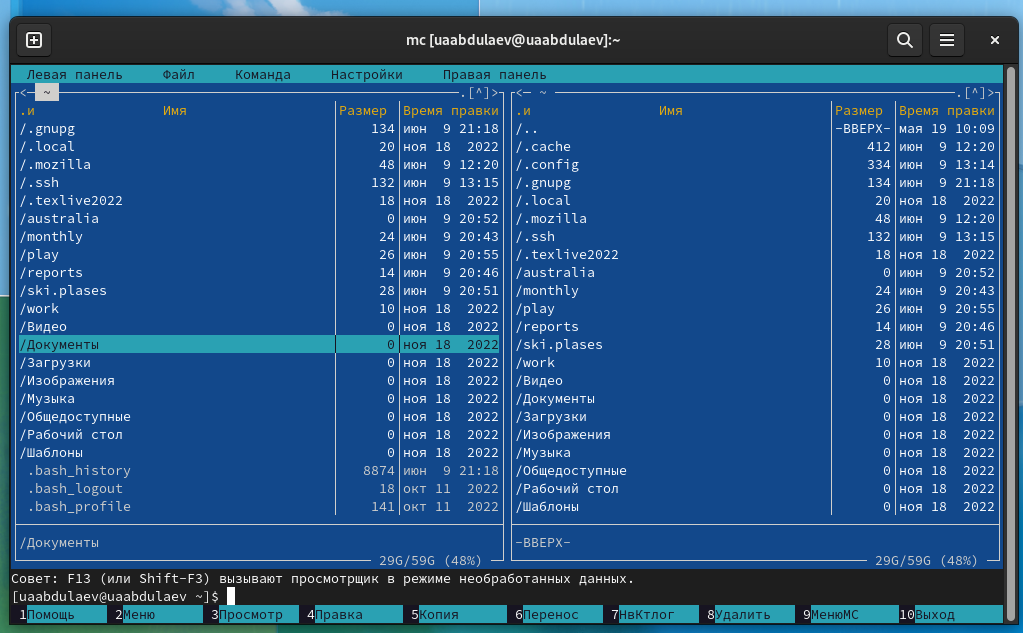 mc [uaabdulaev@uaabdulaev]:~
Левая панель Файл Команда Настройки Правая панель
<- ~ .[^]> <- ~ .[^]>
.и Имя Размер Время правки .и Имя Размер Время правки
/.gnupg 134 июн 9 21:18 /.. -ВВЕРХ- мая 19 10:09
/.local 20 ноя 18 2022 /.cache 412 июн 9 12:20
/.mozilla 48 июн 9 12:20 /.config 334 июн 9 13:14
/.ssh 132 июн 9 13:15 /.gnupg 134 июн 9 21:18
/.texlive2022 18 ноя 18 2022 /.local 20 ноя 18 2022
/australia 0 июн 9 20:52 /.mozilla 48 июн 9 12:20
/monthly 24 июн 9 20:43 /.ssh 132 июн 9 13:15
/play 26 июн 9 20:55 /.texlive2022 18 ноя 18 2022
/reports 14 июн 9 20:46 /australia 0 июн 9 20:52
/ski.plases 28 июн 9 20:51 /monthly 24 июн 9 20:43
/work 10 ноя 18 2022 /play 26 июн 9 20:55
/Видео 0 ноя 18 2022 /reports 14 июн 9 20:46
/Документы 0 ноя 18 2022 /ski.plases 28 июн 9 20:51
/Загрузки 0 ноя 18 2022 /work 10 ноя 18 2022
/Изображения 0 ноя 18 2022 /Видео 0 ноя 18 2022
/Музыка 0 ноя 18 2022 /Документы 0 ноя 18 2022
/Общедоступные 0 ноя 18 2022 /Загрузки 0 ноя 18 2022
/Рабочий стол 0 ноя 18 2022 /Изображения 0 ноя 18 2022
/Шаблоны 0 ноя 18 2022 /Музыка 0 ноя 18 2022
.bash_history 8874 июн 9 21:18 /Общедоступные 0 ноя 18 2022
.bash_logout 18 окт 11 2022 /Рабочий стол 0 ноя 18 2022
.bash_profile 141 окт 11 2022 /Шаблоны 0 ноя 18 2022
/Документы -ВВЕРХ-
29G/59G (48%) 29G/59G (48%)
Совет: F13 (или Shift-F3) вызывают просмотрщик в режиме необработанных данных.
[uaabdulaev@uaabdulaev ~]$
1Помощь 2Меню 3Просмотр 4Правка 5Копия 6Перенос 7НвКтлог 8Удалить 9МенюMC 10Выход